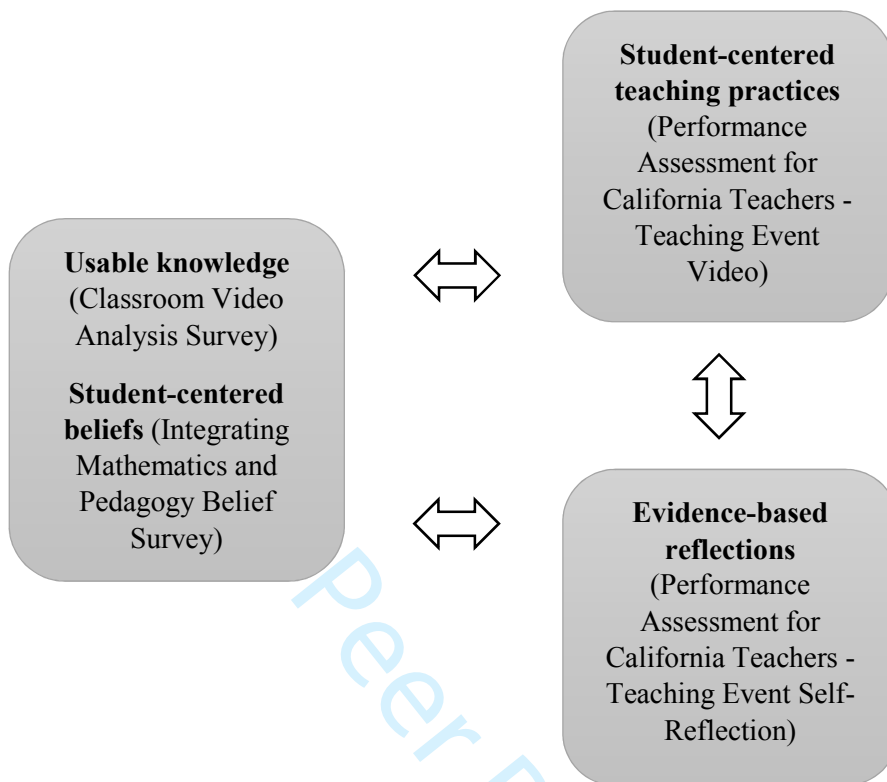 Student-centered
teaching practices
(Performance
Assessment for
California Teachers -
Teaching Event
Video)
Usable knowledge
(Classroom Video
Analysis Survey)
Student-centered
beliefs (Integrating
Mathematics and
Pedagogy Belief
Survey)
Evidence-based
reflections
(Performance
Assessment for
California Teachers -
Teaching Event Self-
Reflection)
Peer